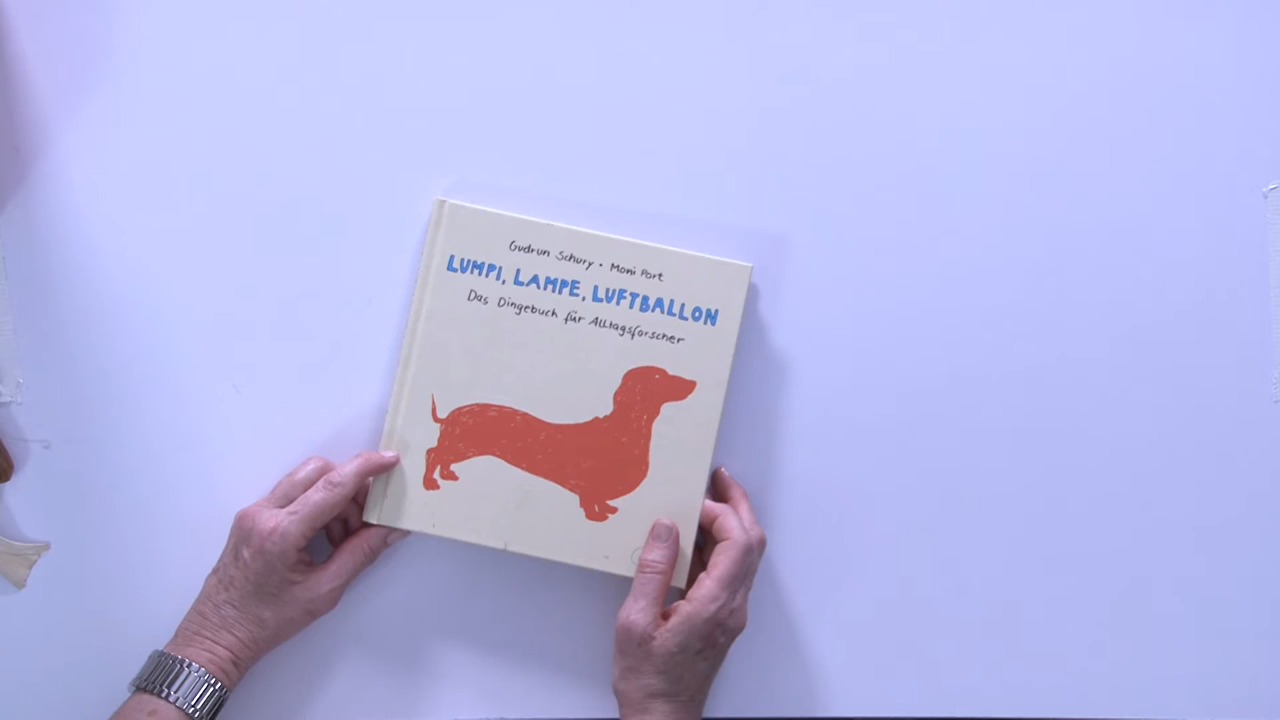 Gudrun Schury • Moni Port
LUMPI, LAMPE, LUFTBALLON
Das Dingebuch für Alltagsforscher